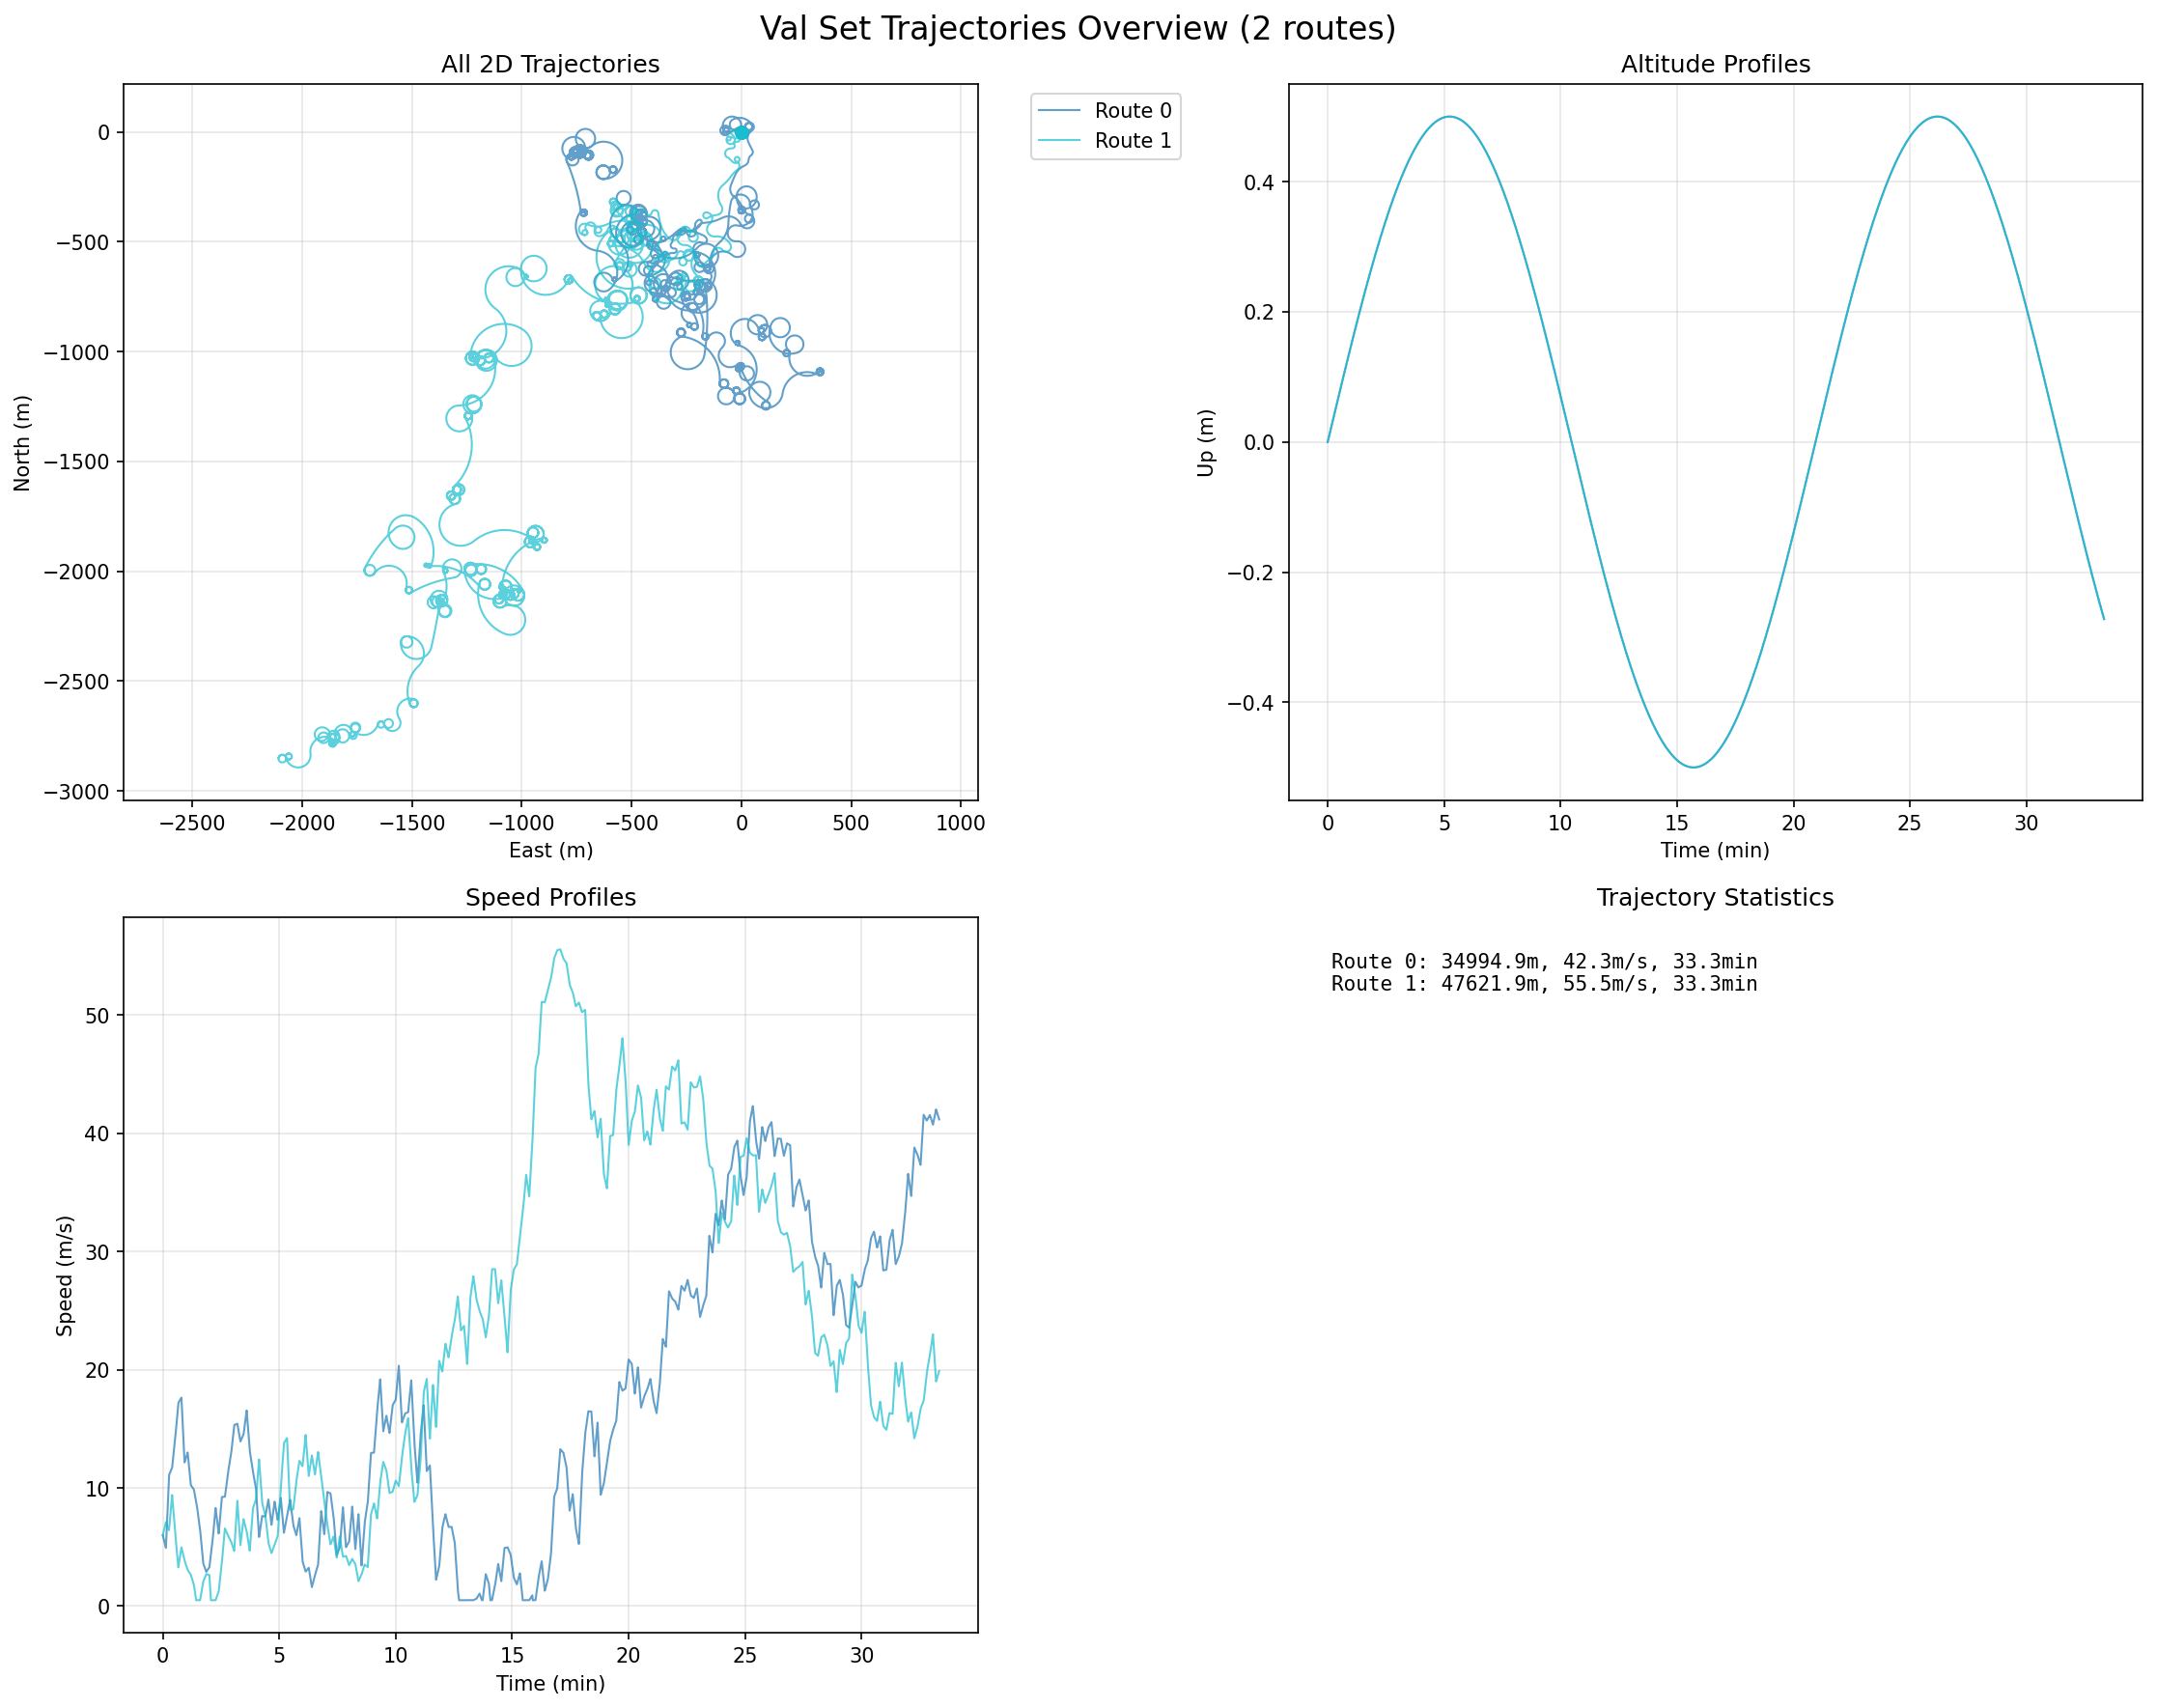 Val Set Trajectories Overview (2 routes)
All 2D Trajectories
North (m)
0
−500
−1000
−1500
−2000
−2500
−3000
−2500 −2000 −1500 −1000 −500 0 500 1000
East (m)
Route 0
Route 1
Altitude Profiles
Up (m)
0.4
0.2
0.0
−0.2
−0.4
0 5 10 15 20 25 30
Time (min)
Speed Profiles
Speed (m/s)
50
40
30
20
10
0
0 5 10 15 20 25 30
Time (min)
Trajectory Statistics
Route 0: 34994.9m, 42.3m/s, 33.3min
Route 1: 47621.9m, 55.5m/s, 33.3min